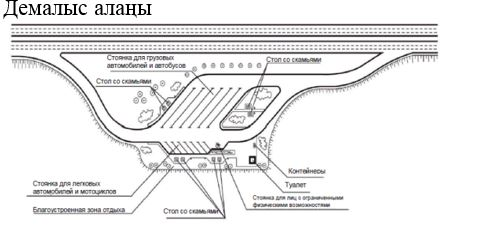 Демалыс алаңы
Стоянка для грузовых
автомобилей и автобусов
Стол со скамьями
Стол со скамьями
Контейнеры
Туалет
Стоянка для легковых
автомобилей и мотоциклов
Стоянка для лиц с ограниченными
физическими возможностями
Благоустроенная зона отдыха
Стол со скамьями